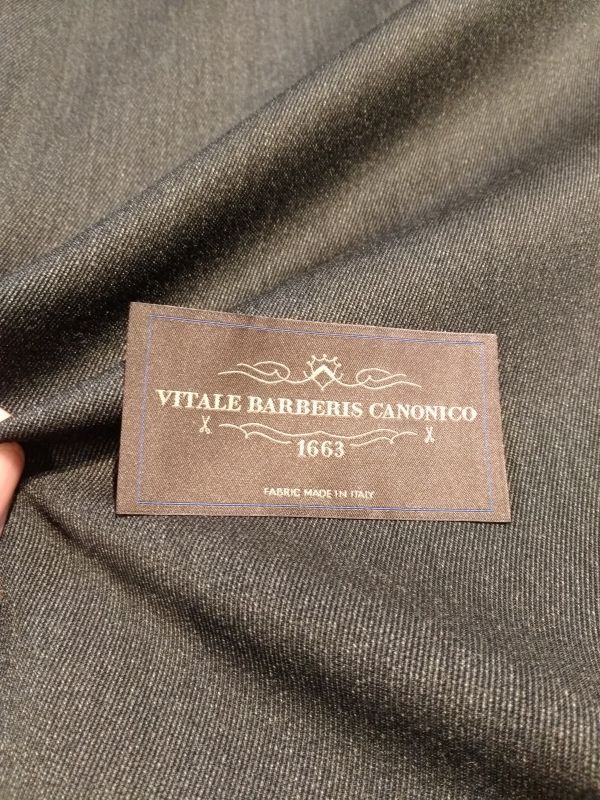 VITALE BARBERIS CANONICO
1663
FABRIC MADE IN ITALY